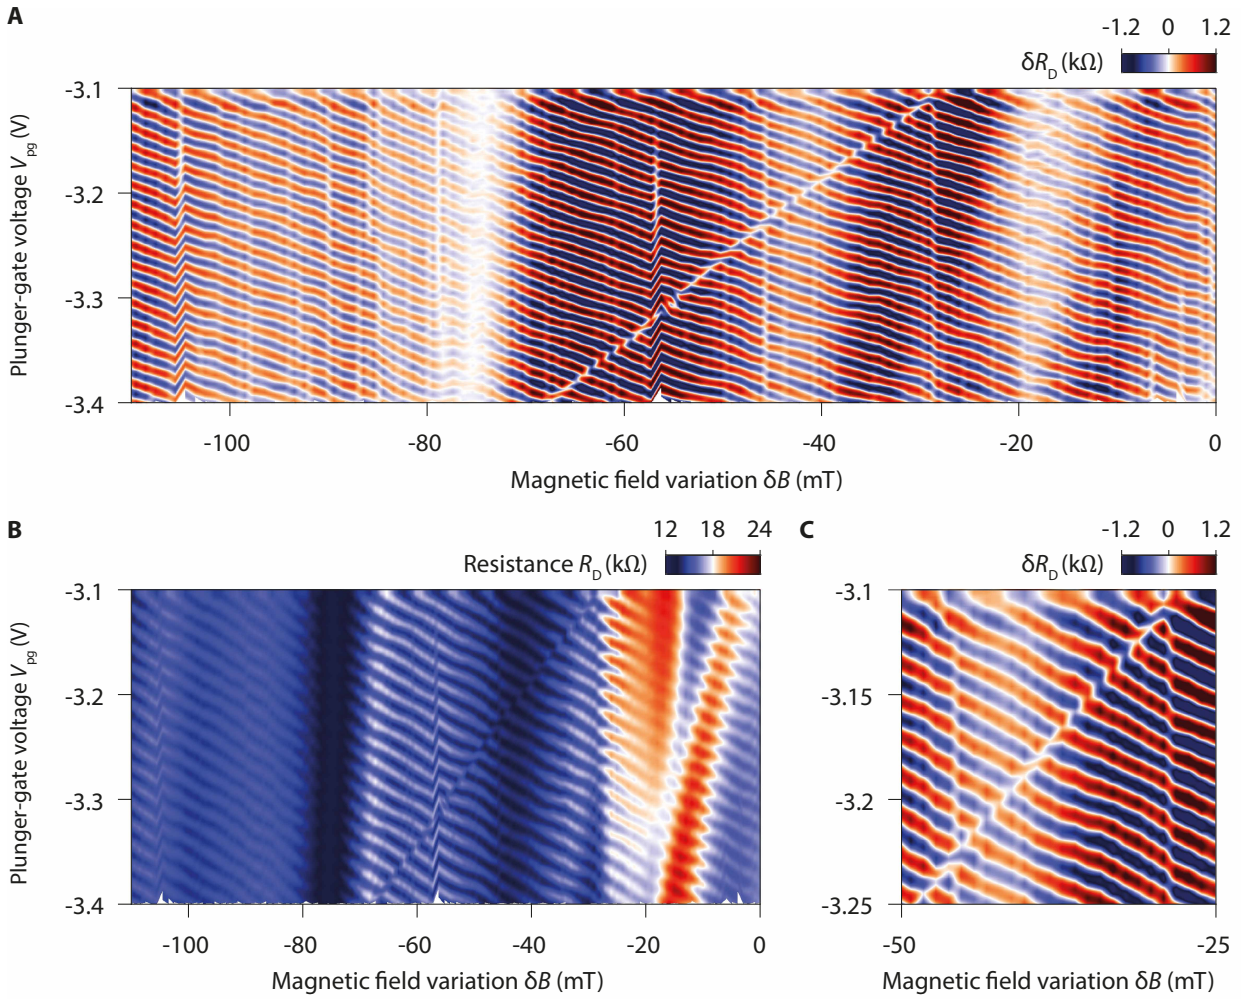 A
-1.2 0 1.2
δR_D (kΩ)
-3.1
-3.2
-3.3
-3.4
Plunger-gate voltage V_pg (V)
-100 -80 -60 -40 -20 0
Magnetic field variation δB (mT)
B
12 18 24
Resistance R_D (kΩ)
-3.1
-3.2
-3.3
-3.4
Plunger-gate voltage V_pg (V)
-100 -80 -60 -40 -20 0
Magnetic field variation δB (mT)
C
-1.2 0 1.2
δR_D (kΩ)
-3.1
-3.15
-3.2
-3.25
-50 -25
Magnetic field variation δB (mT)